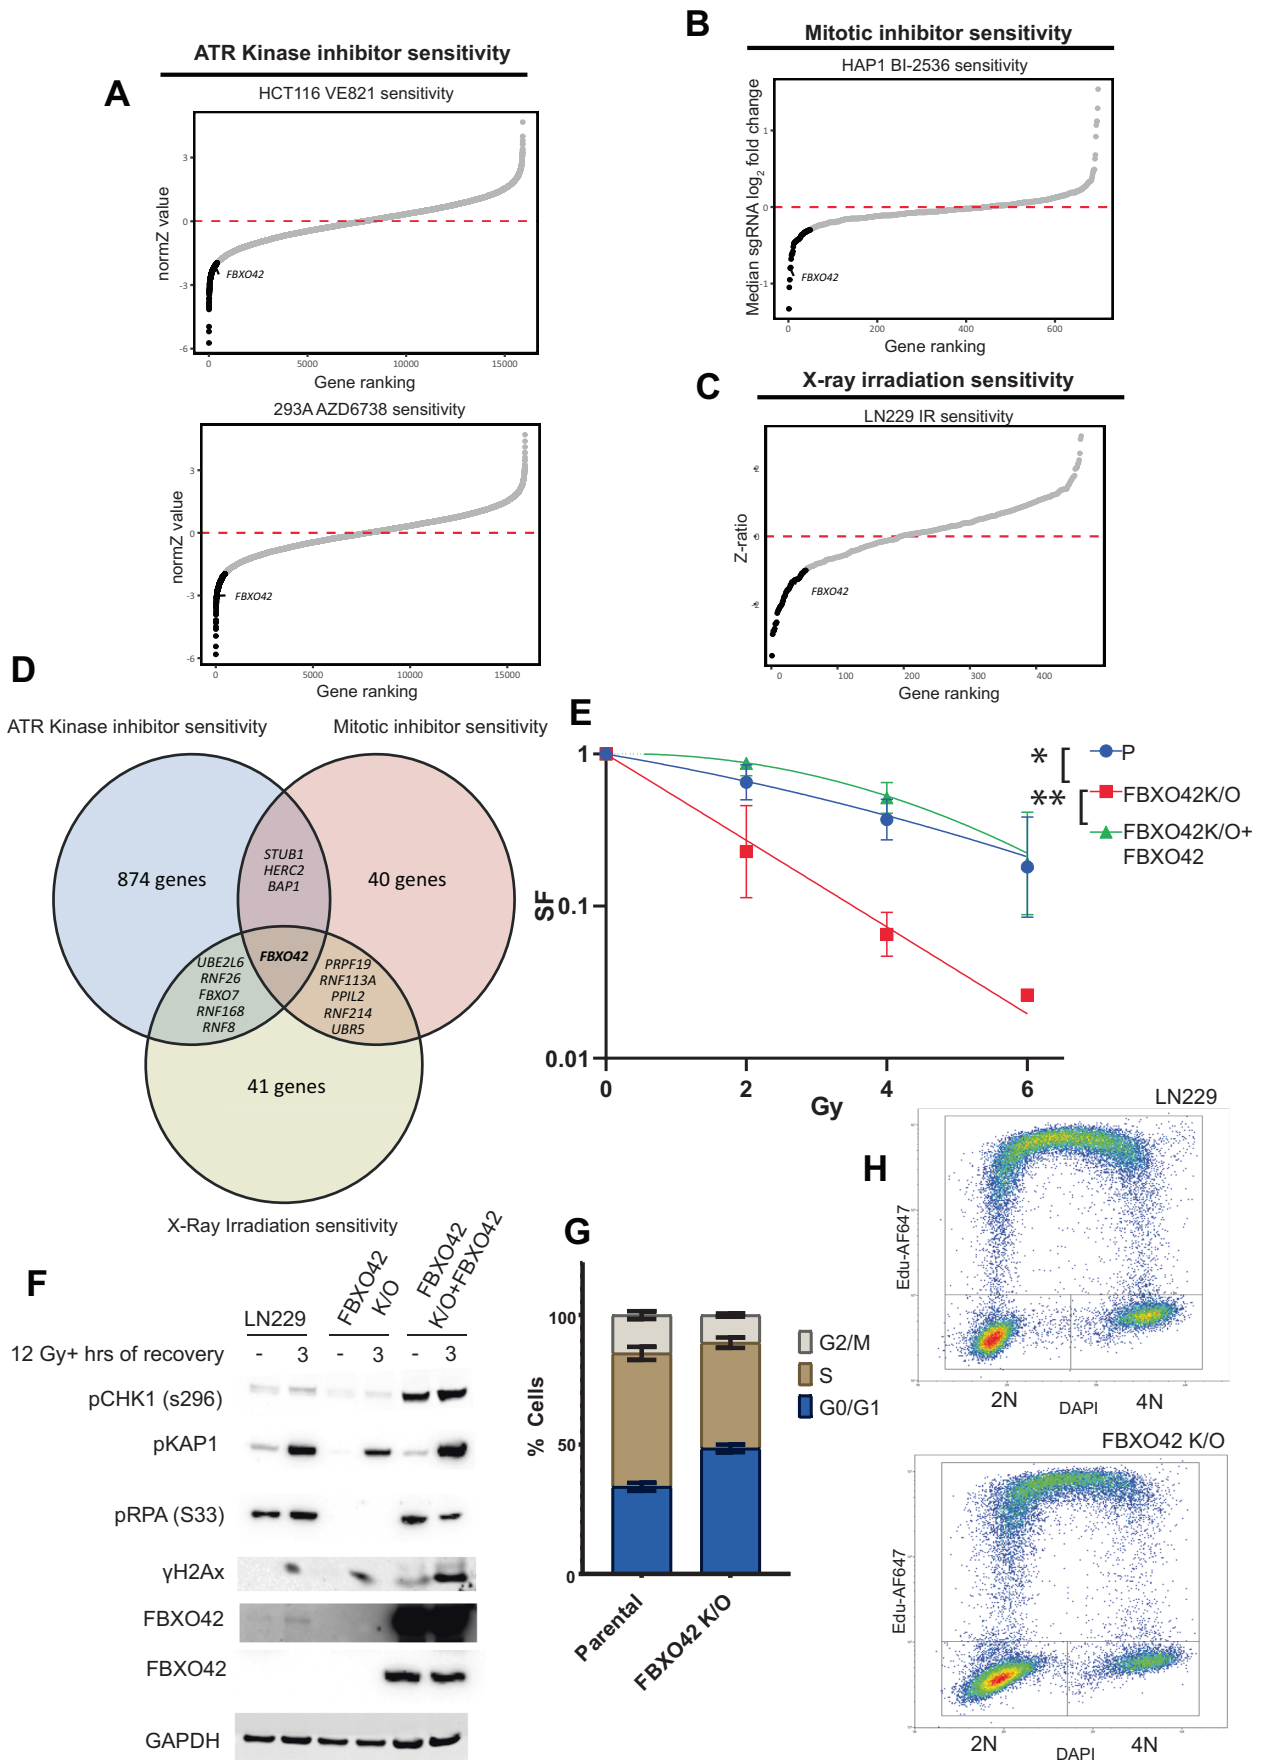 A
ATR Kinase inhibitor sensitivity
HCT116 VE821 sensitivity
normZ value
3
0
-3
-6
FBXO42
0
5000
10000
15000
Gene ranking
293A AZD6738 sensitivity
normZ value
3
0
-3
-6
FBXO42
0
5000
10000
15000
Gene ranking
B
Mitotic inhibitor sensitivity
HAP1 BI-2536 sensitivity
Median sgRNA log2 fold change
1
0
-1
FBXO42
0
200
400
600
Gene ranking
C
X-ray irradiation sensitivity
LN229 IR sensitivity
Z-ratio
FBXO42
0
100
200
300
400
Gene ranking
D
ATR Kinase inhibitor sensitivity
Mitotic inhibitor sensitivity
874 genes
STUB1
HERC2
BAP1
40 genes
FBXO42
UBE2L6
RNF26
FBXO7
RNF168
RNF8
PRPF19
RNF113A
PPIL2
RNF214
UBR5
41 genes
X-Ray Irradiation sensitivity
E
SF
1
0.1
0.01
0
2
4
6
Gy
*
**
P
FBXO42K/O
FBXO42K/O+
FBXO42
F
LN229
FBXO42
K/O
FBXO42
K/O+FBXO42
12 Gy+ hrs of recovery
- 3 - 3 - 3
pCHK1 (s296)
pKAP1
pRPA (S33)
γH2Ax
FBXO42
FBXO42
GAPDH
G
% Cells
100
50
0
Parental
FBXO42 K/O
G2/M
S
G0/G1
H
LN229
Edu-AF647
2N
DAPI
4N
FBXO42 K/O
Edu-AF647
2N
DAPI
4N